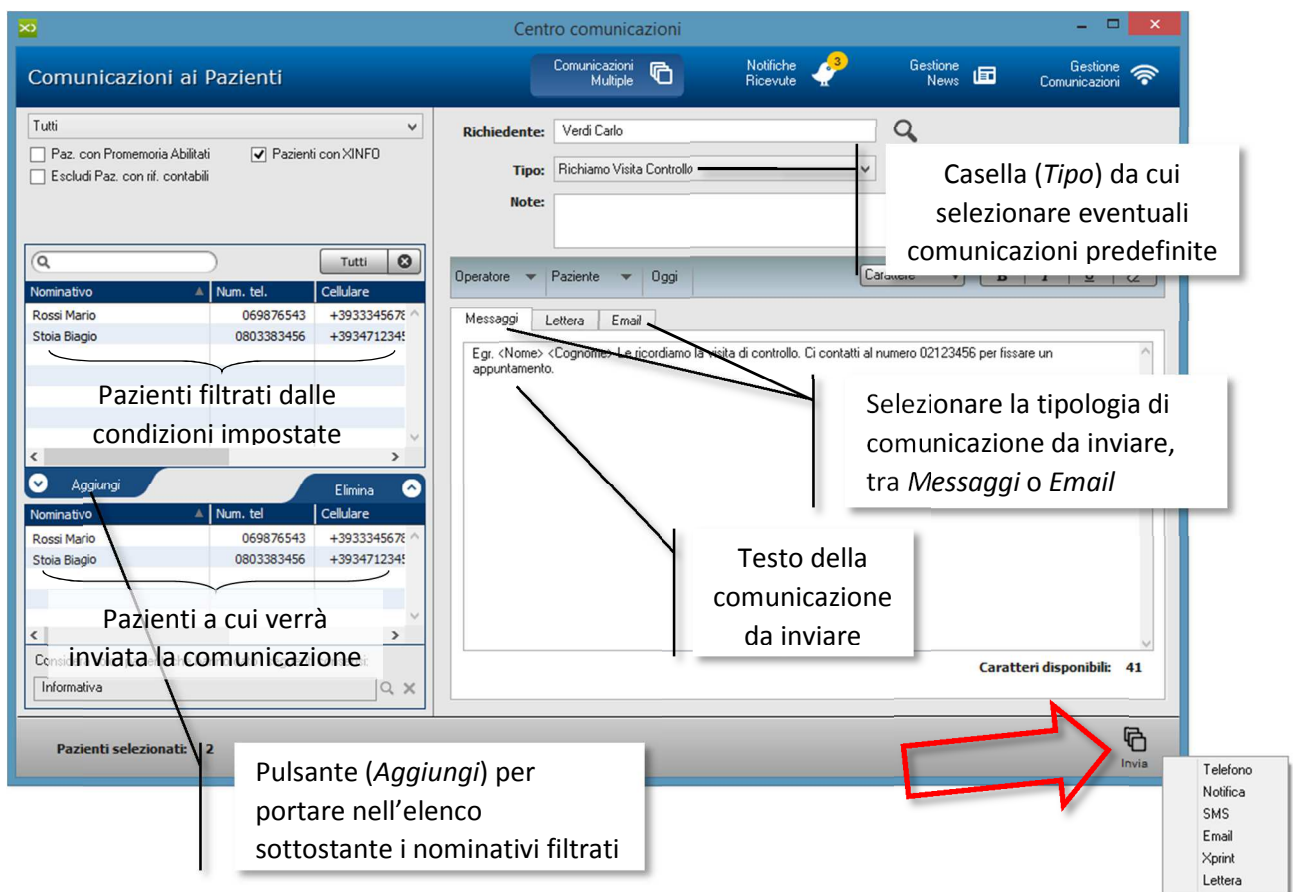 Centro comunicazioni
Comunicazioni ai Pazienti
Comunicazioni
Multiple
Notifiche
Ricevute
3
Gestione
News
Gestione
Comunicazioni
Tutti
Paz. con Promemoria Abilitati
Pazienti con XINFO
Escludi Paz. con rif. contabili
Tutti
Nominativo Num. tel. Cellulare
Rossi Mario 069876543 +3933345678
Stoia Biagio 0803383456 +393471234
Pazienti filtrati dalle
condizioni impostate
Aggiungi
Elimina
Nominativo Num. tel Cellulare
Rossi Mario 069876543 +3933345678
Stoia Biagio 0803383456 +393471234
Pazienti a cui verrà
inviata la comunicazione
Informativa
Pazienti selezionati: 2
Pulsante (Aggiungi) per
portare nell’elenco
sottostante i nominativi filtrati
Richiedente: Verdi Carlo
Tipo: Richiamo Visita Controllo
Note:
Casella (Tipo) da cui
selezionare eventuali
comunicazioni predefinite
Operatore Paziente Oggi
Carattere B I U
Messaggi Lettera Email
Egr. <Nome> <Cognome> Le ricordiamo la visita di controllo. Ci contatti al numero 02123456 per fissare un
appuntamento.
Selezionare la tipologia di
comunicazione da inviare,
tra Messaggi o Email
Testo della
comunicazione
da inviare
Caratteri disponibili: 41
Invia
Telefono
Notifica
SMS
Email
Xprint
Lettera